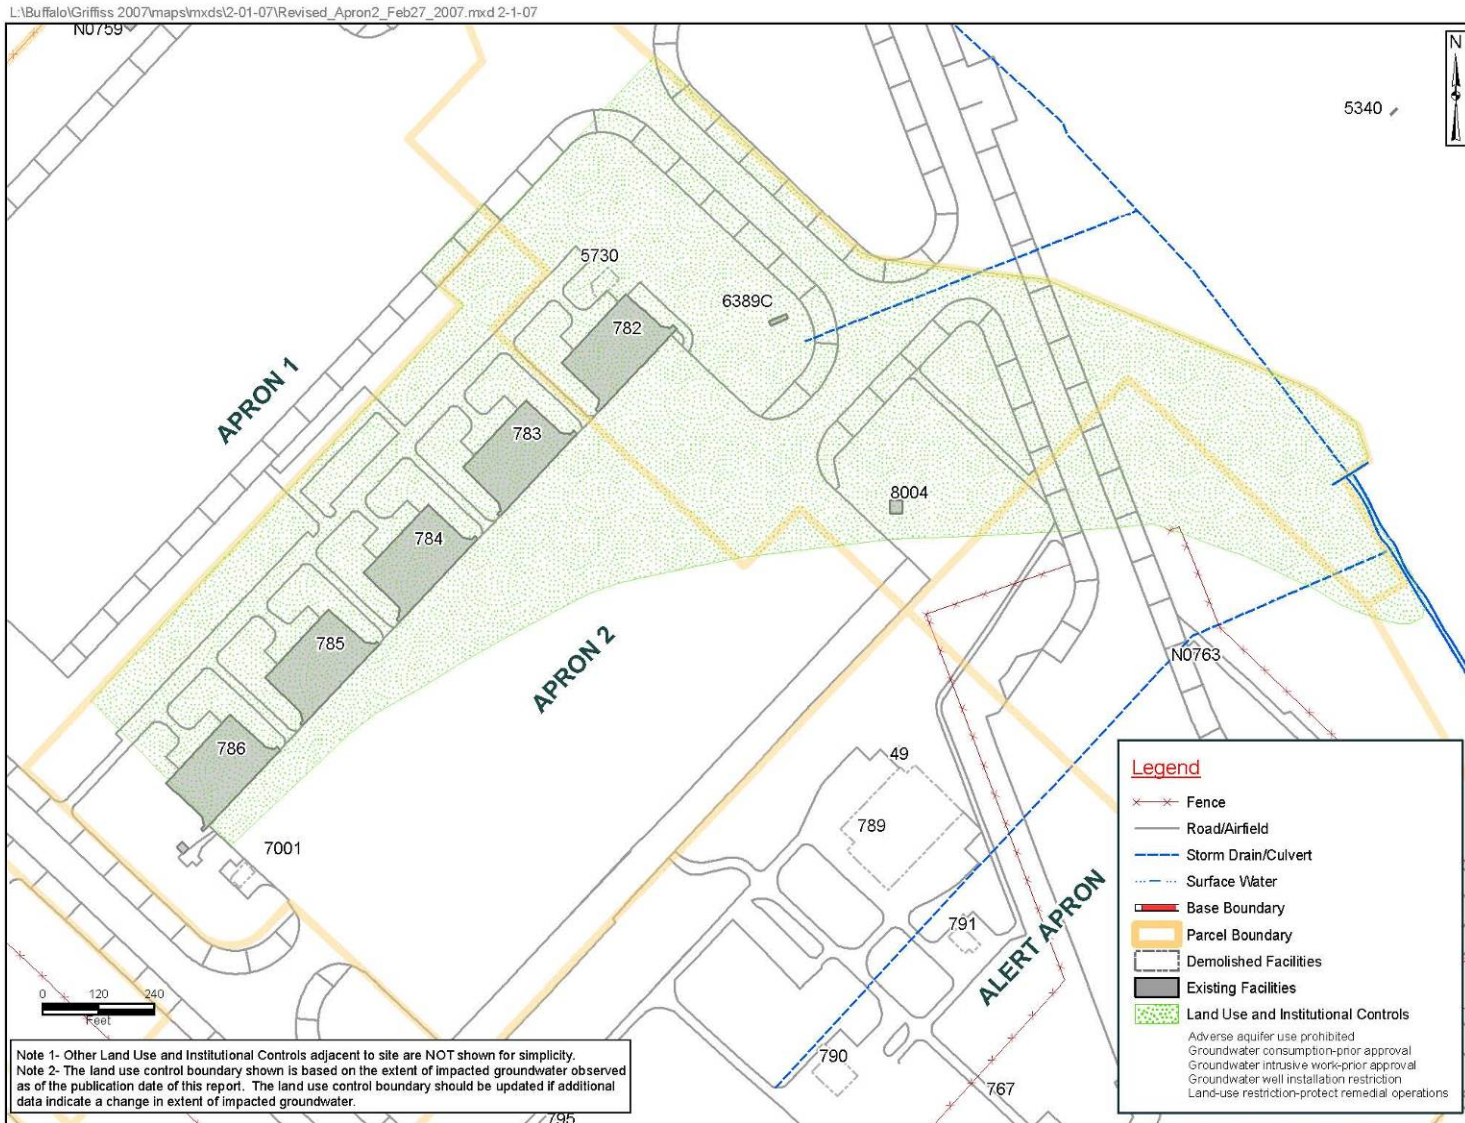 L:\Buffalo\Griffiss 2007\maps\mxds\2-01-07\Revised_Apron2_Feb27_2007.mxd 2-1-07
N0759
N
5340
5730
6389C
782
APRON 1
783
8004
784
785
APRON 2
N0763
786
49
789
7001
791
ALERT APRON
790
767
795
0 120 240
Feet
Note 1- Other Land Use and Institutional Controls adjacent to site are NOT shown for simplicity.
Note 2- The land use control boundary shown is based on the extent of impacted groundwater observed
as of the publication date of this report. The land use control boundary should be updated if additional
data indicate a change in extent of impacted groundwater.
Legend
Fence
Road/Airfield
Storm Drain/Culvert
Surface Water
Base Boundary
Parcel Boundary
Demolished Facilities
Existing Facilities
Land Use and Institutional Controls
Adverse aquifer use prohibited
Groundwater consumption-prior approval
Groundwater intrusive work-prior approval
Groundwater well installation restriction
Land-use restriction-protect remedial operations